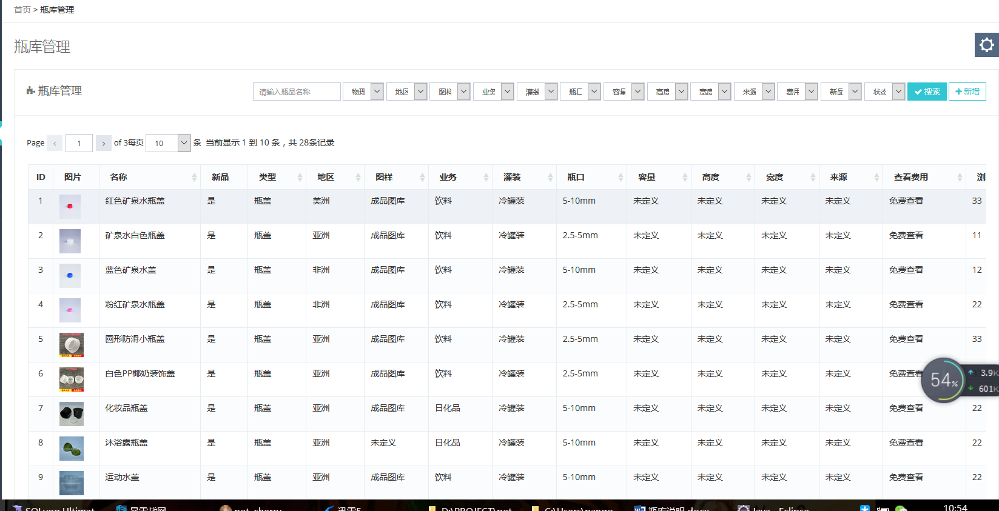 首页 > 瓶库管理
瓶库管理
瓶库管理 请输入瓶品名称 物理 地区 图样 业务 灌装 瓶口 容量 高度 宽度 来源 费用 新品 状态 搜索 新增
Page 1 of 3每页 10 条 当前显示 1 到 10 条，共 28条记录
ID 图片 名称 新品 类型 地区 图样 业务 灌装 瓶口 容量 高度 宽度 来源 查看费用
1 红色矿泉水瓶盖 是 瓶盖 美洲 成品图库 饮料 冷罐装 5-10mm 未定义 未定义 未定义 未定义 免费查看 33
2 矿泉水白色瓶盖 是 瓶盖 亚洲 成品图库 饮料 冷罐装 2.5-5mm 未定义 未定义 未定义 未定义 免费查看 11
3 蓝色矿泉水盖 是 瓶盖 非洲 成品图库 饮料 冷罐装 5-10mm 未定义 未定义 未定义 未定义 免费查看 12
4 粉红矿泉水瓶盖 是 瓶盖 非洲 成品图库 饮料 冷罐装 2.5-5mm 未定义 未定义 未定义 未定义 免费查看 22
5 圆形防滑小瓶盖 是 瓶盖 亚洲 成品图库 饮料 冷罐装 2.5-5mm 未定义 未定义 未定义 未定义 免费查看 33
6 白色PP椰奶装饰盖 是 瓶盖 亚洲 成品图库 饮料 冷罐装 2.5-5mm 未定义 未定义 未定义 未定义 免费查看
54% 3.9K
601K
7 化妆品瓶盖 是 瓶盖 亚洲 成品图库 日化品 冷罐装 5-10mm 未定义 未定义 未定义 未定义 免费查看 22
8 沐浴露瓶盖 是 瓶盖 亚洲 未定义 日化品 冷罐装 5-10mm 未定义 未定义 未定义 未定义 免费查看 22
9 运动水盖 是 瓶盖 亚洲 成品图库 饮料 冷罐装 5-10mm 未定义 未定义 未定义 未定义 免费查看 22
SQLyog Ultimat 暴雪战网 net_cherry 迅雷5 D:\PROJECT\net C:\Users\nango 瓶库说明.docx Java - Eclipse 10:54